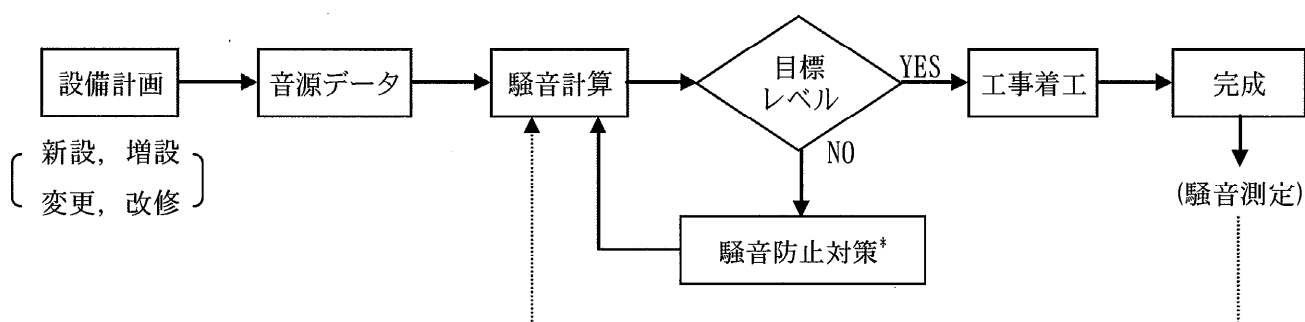 設備計画
音源データ
騒音計算
目標
レベル
YES
工事着工
完成
新設，増設
変更，改修
NO
(騒音測定)
騒音防止対策*